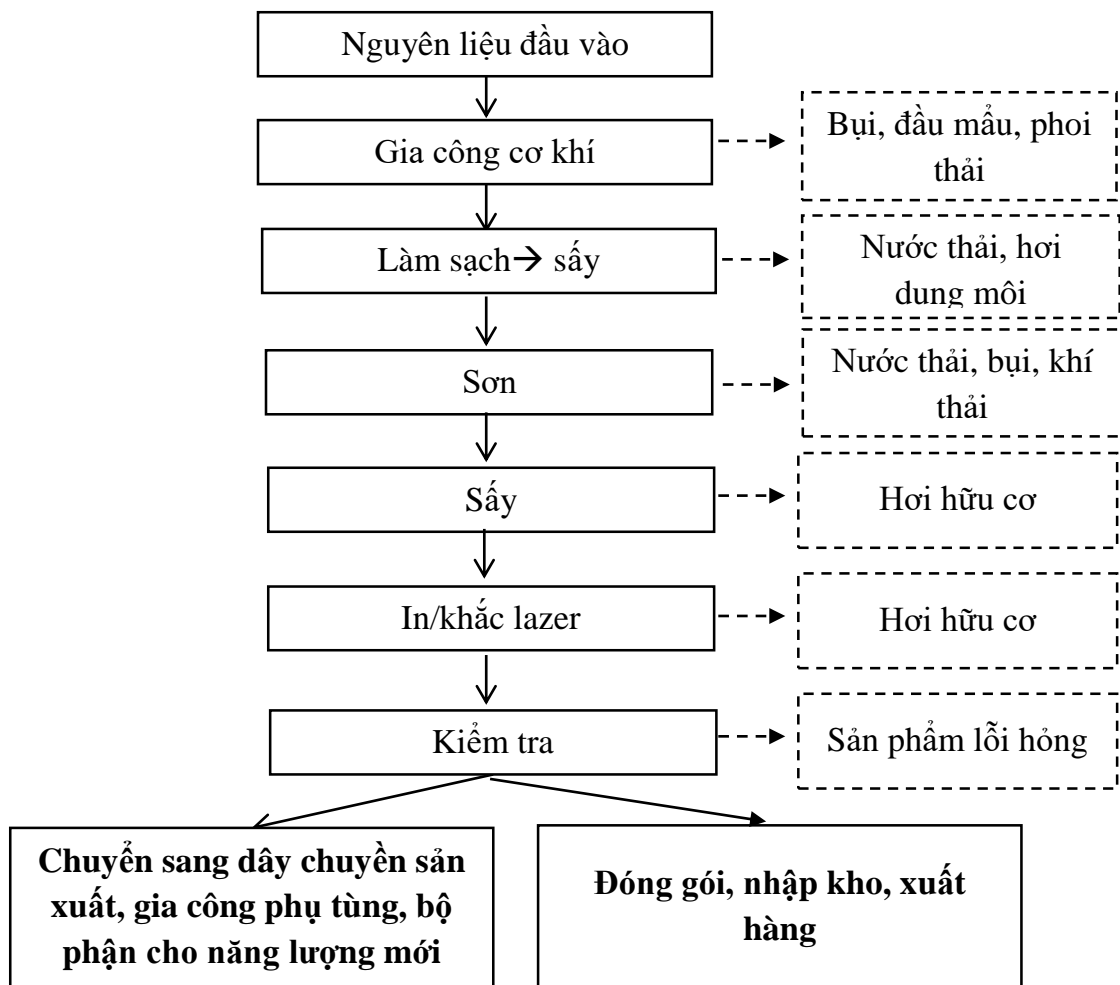 Nguyên liệu đầu vào
Gia công cơ khí
Bụi, đầu mẩu, phoi
thải
Làm sạch→ sấy
Nước thải, hơi
dung môi
Sơn
Nước thải, bụi, khí
thải
Sấy
Hơi hữu cơ
In/khắc lazer
Hơi hữu cơ
Kiểm tra
Sản phẩm lỗi hỏng
Chuyển sang dây chuyền sản
xuất, gia công phụ tùng, bộ
phận cho năng lượng mới
Đóng gói, nhập kho, xuất
hàng